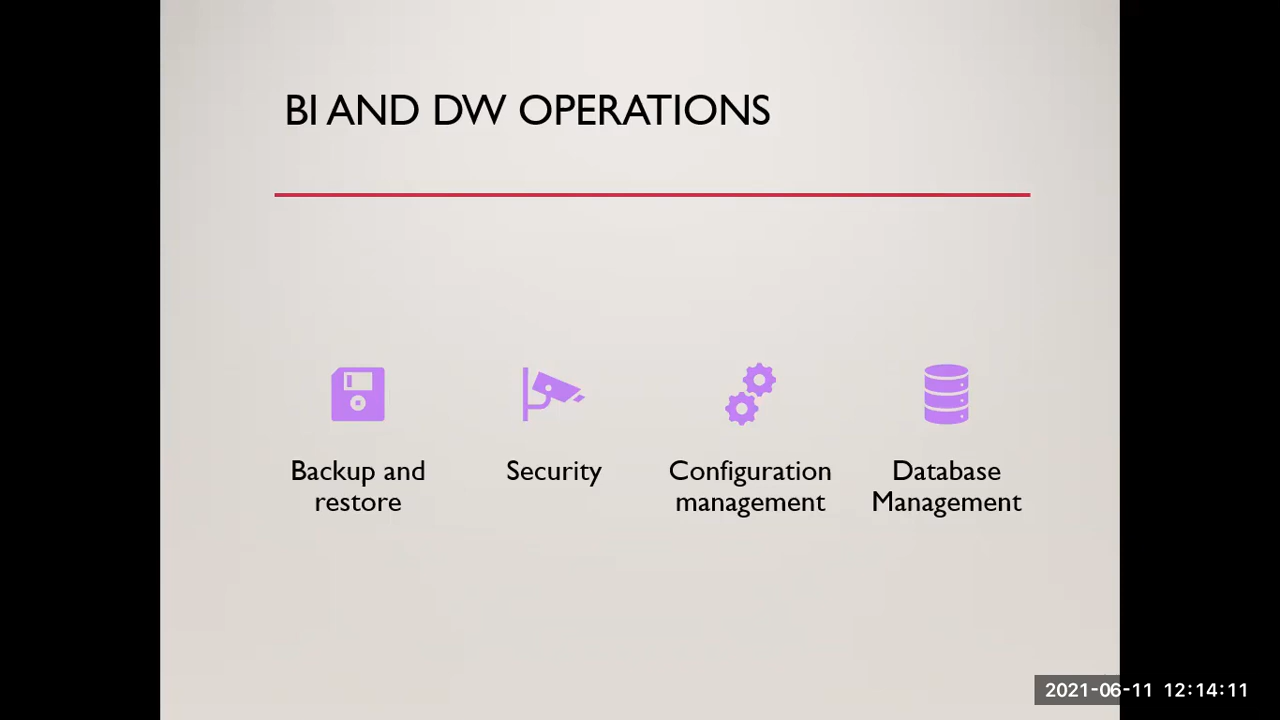 BI AND DW OPERATIONS
Backup and
restore
Security
Configuration
management
Database
Management
2021-06-11 12:14:11